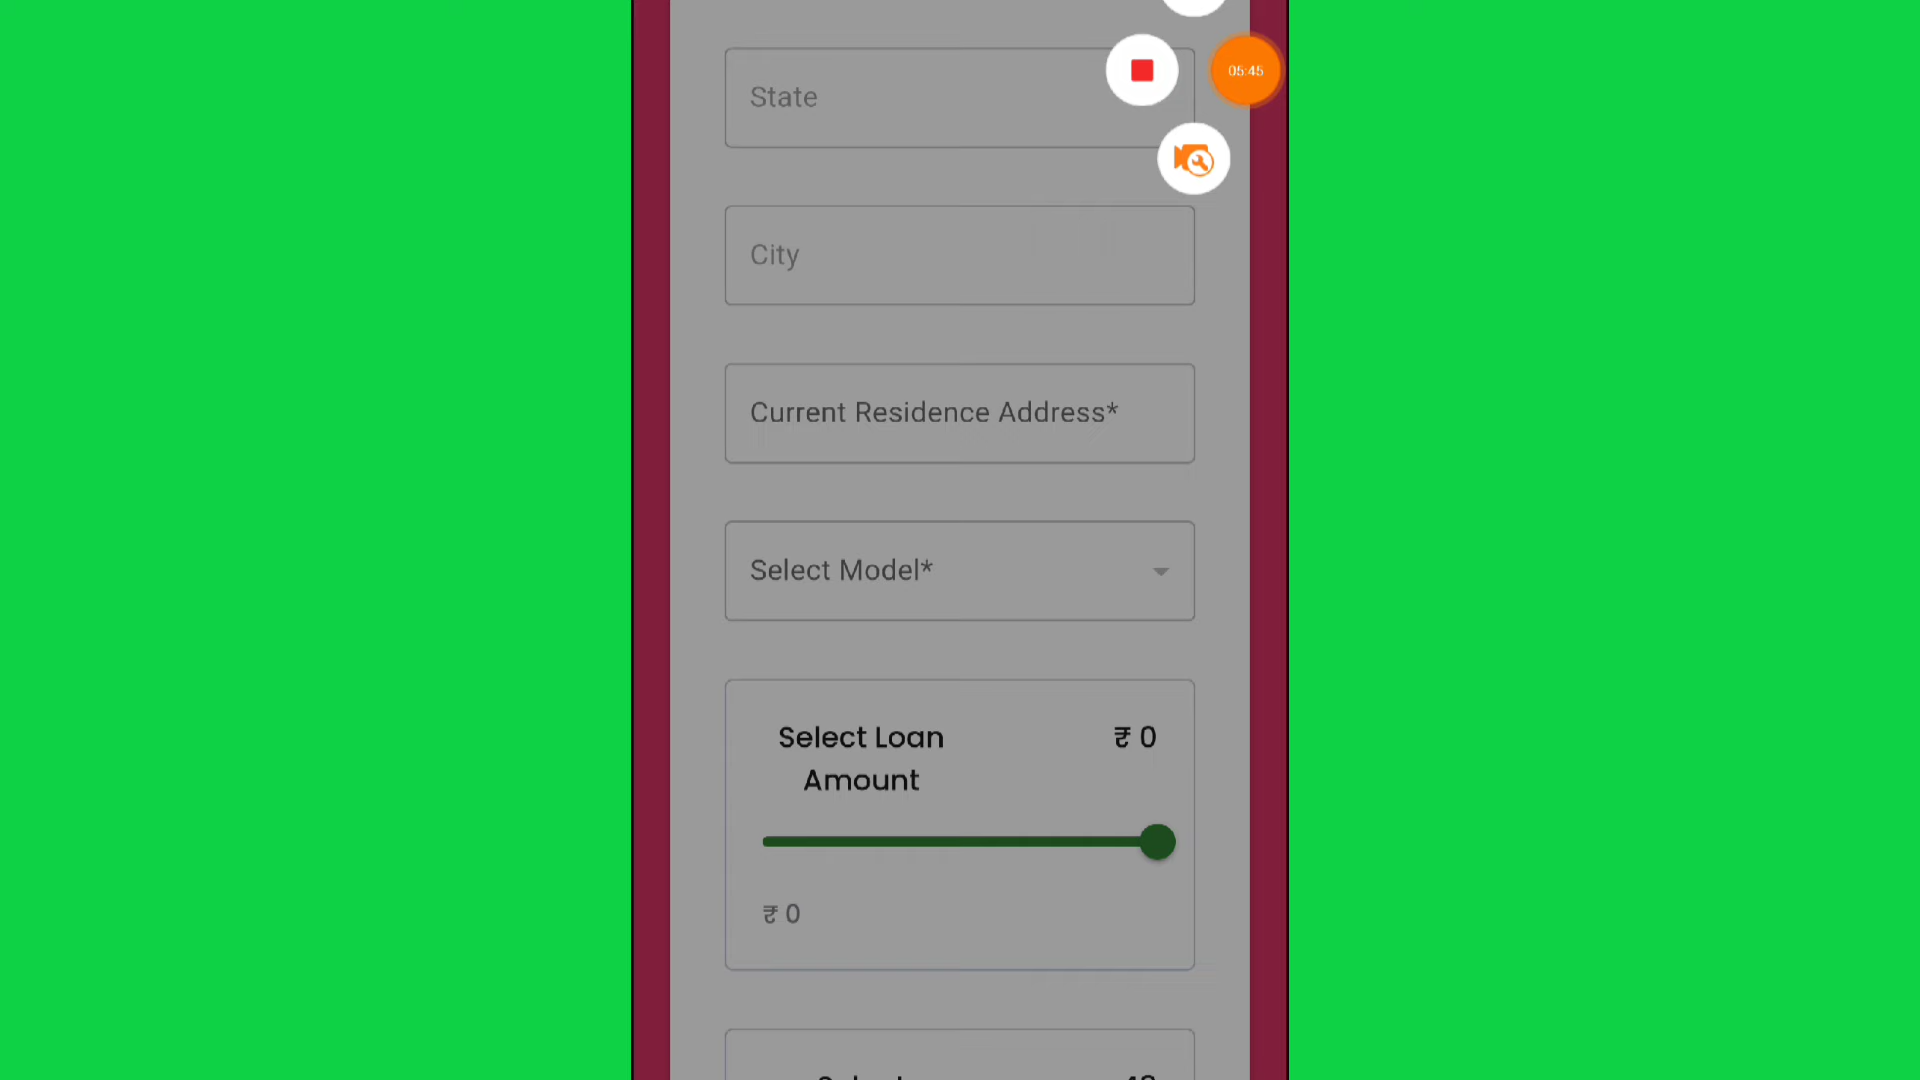 05:45
State
City
Current Residence Address*
Select Model*
Select Loan
Amount
₹ 0
₹ 0